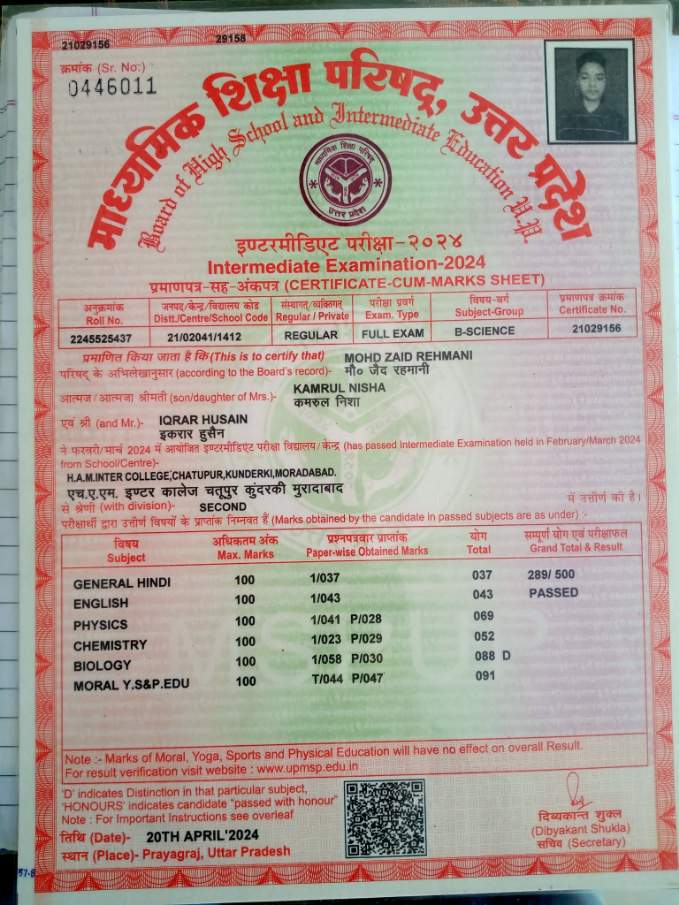 21029156 29158
क्रमांक (Sr. No:)
0446011
माध्यमिक शिक्षा परिषद्, उत्तर प्रदेश
Board of High School and Intermediate Education U.P.
माध्यमिक शिक्षा परिषद
उत्तर प्रदेश
इण्टरमीडिएट परीक्षा-२०२४
Intermediate Examination-2024
प्रमाणपत्र-सह-अंकपत्र (CERTIFICATE-CUM-MARKS SHEET)
अनुक्रमांक जनपद/केन्द्र/विद्यालय कोड संस्थागत/व्यक्तिगत परीक्षा प्रवर्ग विषय-वर्ग प्रमाणपत्र क्रमांक
Roll No. Distt./Centre/School Code Regular / Private Exam. Type Subject-Group Certificate No.
2245525437 21/02041/1412 REGULAR FULL EXAM B-SCIENCE 21029156
प्रमाणित किया जाता है कि (This is to certify that) MOHD ZAID REHMANI
परिषद के अभिलेखानुसार (according to the Board's record)- मौ० जैद रहमानी
आत्मज/आत्मजा श्रीमती (son/daughter of Mrs.)- KAMRUL NISHA
कमरुल निशा
एवं श्री (and Mr.)- IQRAR HUSAIN
इकरार हुसैन
ने फरवरी/मार्च 2024 में आयोजित इण्टरमीडिएट परीक्षा विद्यालय/केन्द्र (has passed Intermediate Examination held in February/March 2024
from School/Centre)-
H.A.M.INTER COLLEGE,CHATUPUR,KUNDERKI,MORADABAD.
एच.ए.एम. इण्टर कालेज चतूपुर कुंदरकी मुरादाबाद
में उत्तीर्ण की है।
से श्रेणी (with division)- SECOND
परीक्षार्थी द्वारा उत्तीर्ण विषयों के प्राप्तांक निम्नवत हैं (Marks obtained by the candidate in passed subjects are as under) :-
विषय अधिकतम अंक प्रश्नपत्रवार प्राप्तांक योग सम्पूर्ण योग एवं परीक्षाफल
Subject Max. Marks Paper-wise Obtained Marks Total Grand Total & Result
GENERAL HINDI 100 1/037 037 289/ 500
ENGLISH 100 1/043 043 PASSED
PHYSICS 100 1/041 P/028 069
CHEMISTRY 100 1/023 P/029 052
BIOLOGY 100 1/058 P/030 088 D
MORAL Y.S&P.EDU 100 T/044 P/047 091
Note :- Marks of Moral, Yoga, Sports and Physical Education will have no effect on overall Result.
For result verification visit website : www.upmsp.edu.in
'D' indicates Distinction in that particular subject,
'HONOURS' indicates candidate "passed with honour"
Note : For Important Instructions see overleaf
तिथि (Date)- 20TH APRIL'2024
स्थान (Place)- Prayagraj, Uttar Pradesh
दिव्यकान्त शुक्ल
(Dibyakant Shukla)
सचिव (Secretary)